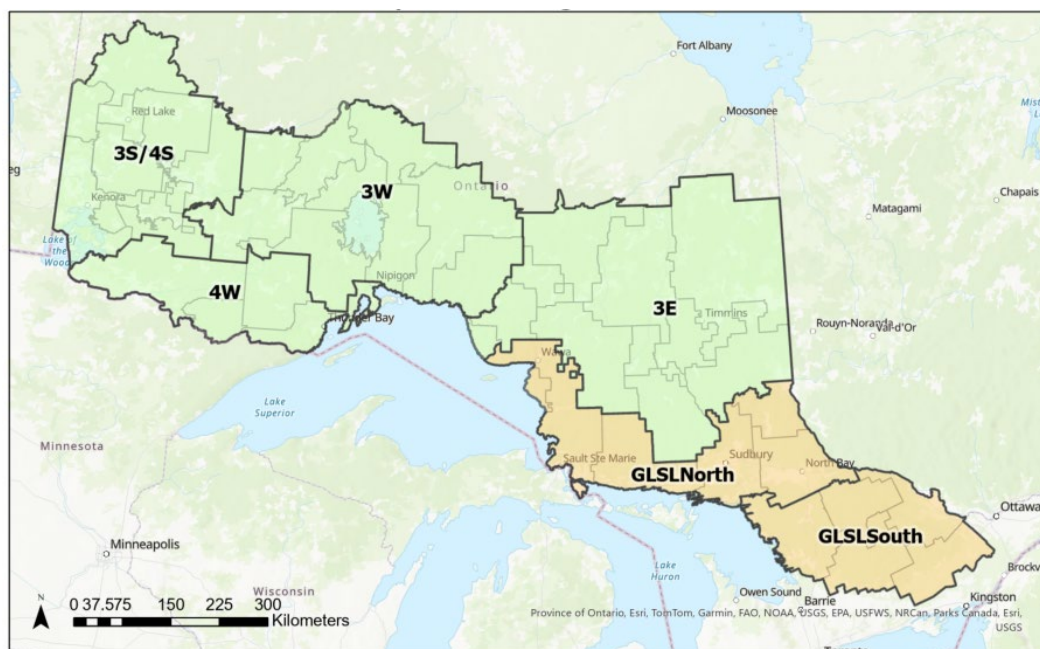 Fort Albany
Moosonee
Red Lake
3S/4S
3W
Ontario
Chapais
Kenora
Matagami
Lake of
the
Woods
Nipigon
4W
3E
Timmins
Thunder Bay
Rouyn-Noranda
Val-d'Or
Wawa
Lake
Superior
Minnesota
Sault Ste Marie
Sudbury
North Bay
GLSLNorth
Ottawa
GLSLSouth
Minneapolis
Lake
Huron
Brockv
Wisconsin
Owen Sound
Barrie
Kingston
N
0 37.575 150 225 300
Kilometers
Province of Ontario, Esri, TomTom, Garmin, FAO, NOAA, USGS, EPA, USFWS, NRCan, Parks Canada, Esri,
USGS